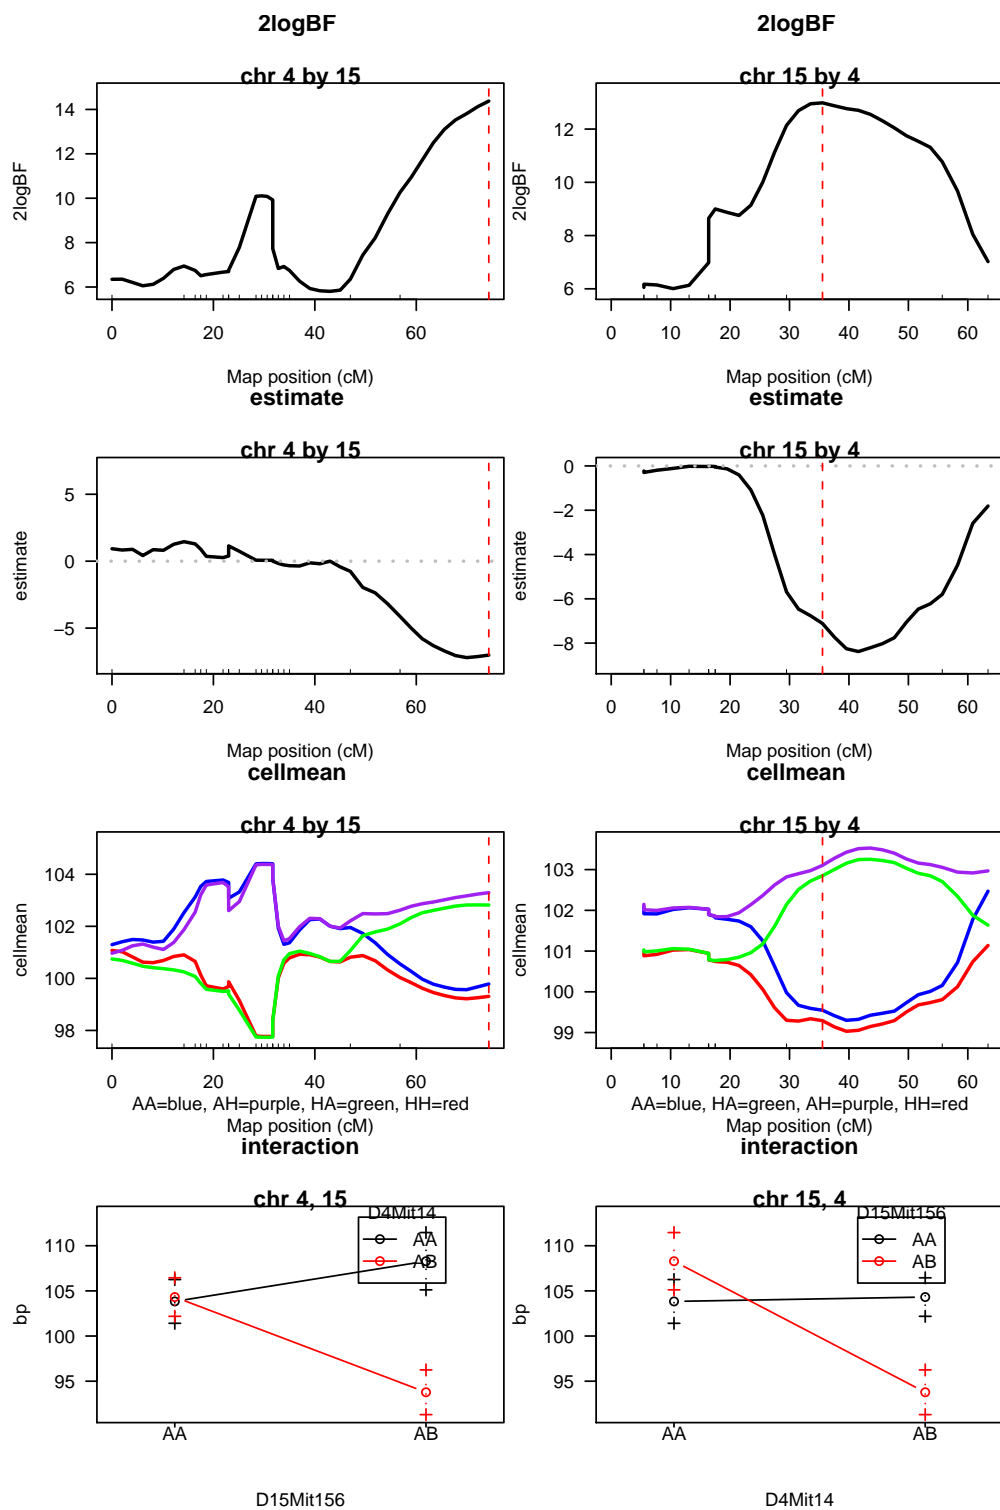 2logBF
chr 4 by 15
2logBF
14
12
10
8
6
0
20
40
60
Map position (cM)
2logBF
chr 15 by 4
2logBF
12
10
8
6
0
10
20
30
40
50
60
Map position (cM)
estimate
chr 4 by 15
estimate
5
0
−5
0
20
40
60
Map position (cM)
estimate
chr 15 by 4
estimate
0
−2
−4
−6
−8
0
10
20
30
40
50
60
Map position (cM)
cellmean
chr 4 by 15
cellmean
104
102
100
98
0
20
40
60
AA=blue, AH=purple, HA=green, HH=red
Map position (cM)
cellmean
chr 15 by 4
cellmean
103
102
101
100
99
0
10
20
30
40
50
60
AA=blue, HA=green, AH=purple, HH=red
Map position (cM)
interaction
chr 4, 15
bp
110
105
100
95
D4Mit14
AA
AB
AA
AB
D15Mit156
interaction
chr 15, 4
bp
110
105
100
95
D15Mit156
AA
AB
AA
AB
D4Mit14